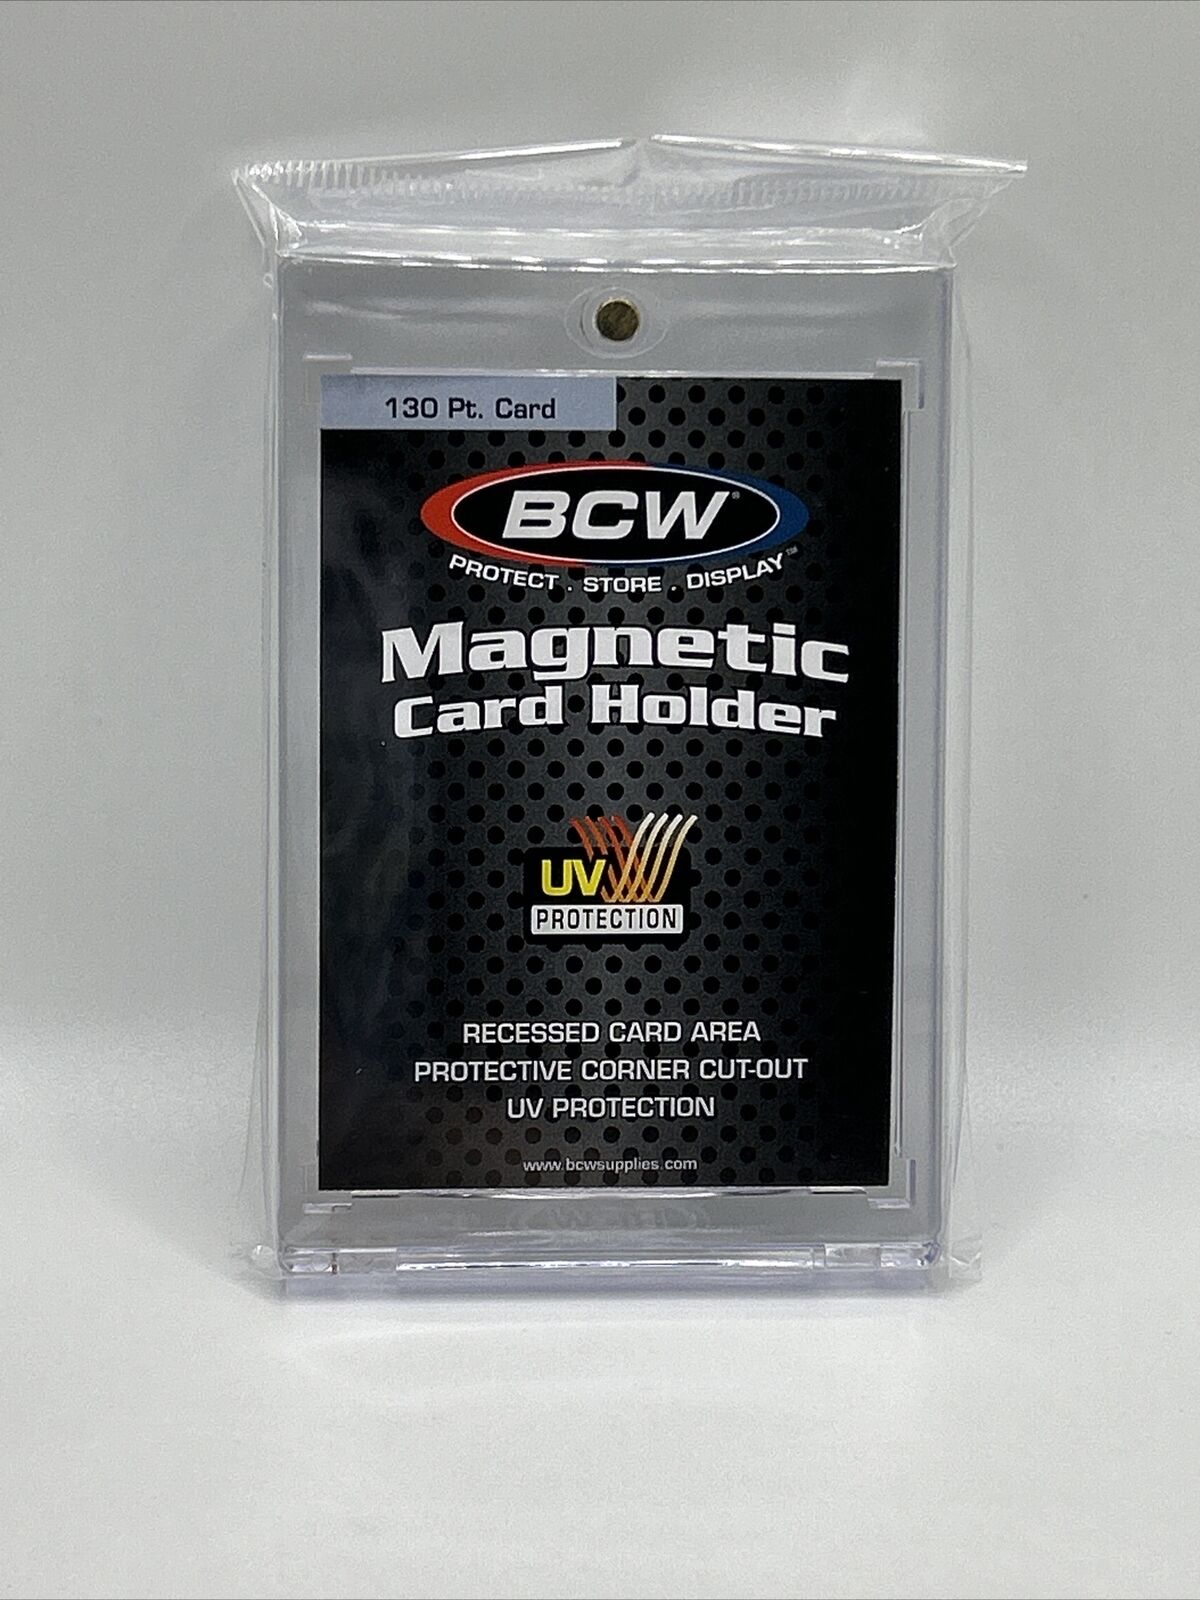 130 Pt. Card
BCW®
PROTECT . STORE . DISPLAY™
Magnetic
Card Holder
UV
PROTECTION
RECESSED CARD AREA
PROTECTIVE CORNER CUT-OUT
UV PROTECTION
www.bcwsupplies.com